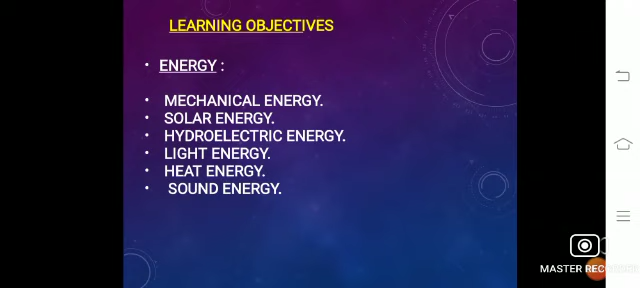 LEARNING OBJECTIVES
• ENERGY :
• MECHANICAL ENERGY.
• SOLAR ENERGY.
• HYDROELECTRIC ENERGY.
• LIGHT ENERGY.
• HEAT ENERGY.
• SOUND ENERGY.
MASTER